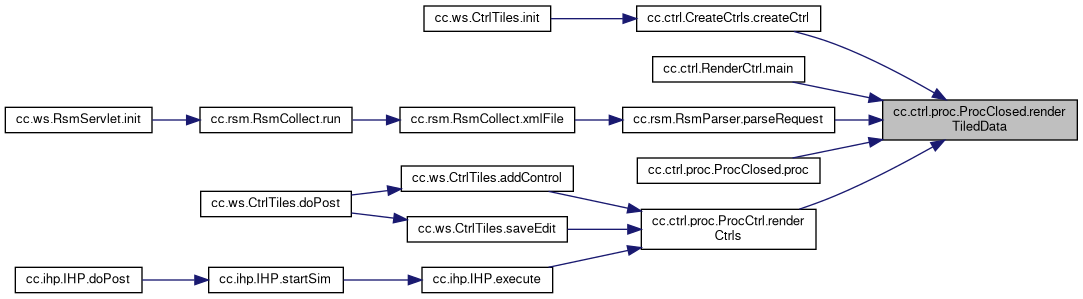 cc.ws.CtrlTiles.init
cc.ctrl.CreateCtrls.createCtrl
cc.ctrl.RenderCtrl.main
cc.ws.RsmServlet.init
cc.rsm.RsmCollect.run
cc.rsm.RsmCollect.xmlFile
cc.rsm.RsmParser.parseRequest
cc.ctrl.proc.ProcClosed.render
TiledData
cc.ctrl.proc.ProcClosed.proc
cc.ws.CtrlTiles.addControl
cc.ws.CtrlTiles.doPost
cc.ws.CtrlTiles.saveEdit
cc.ctrl.proc.ProcCtrl.render
Ctrls
cc.ihp.IHP.doPost
cc.ihp.IHP.startSim
cc.ihp.IHP.execute